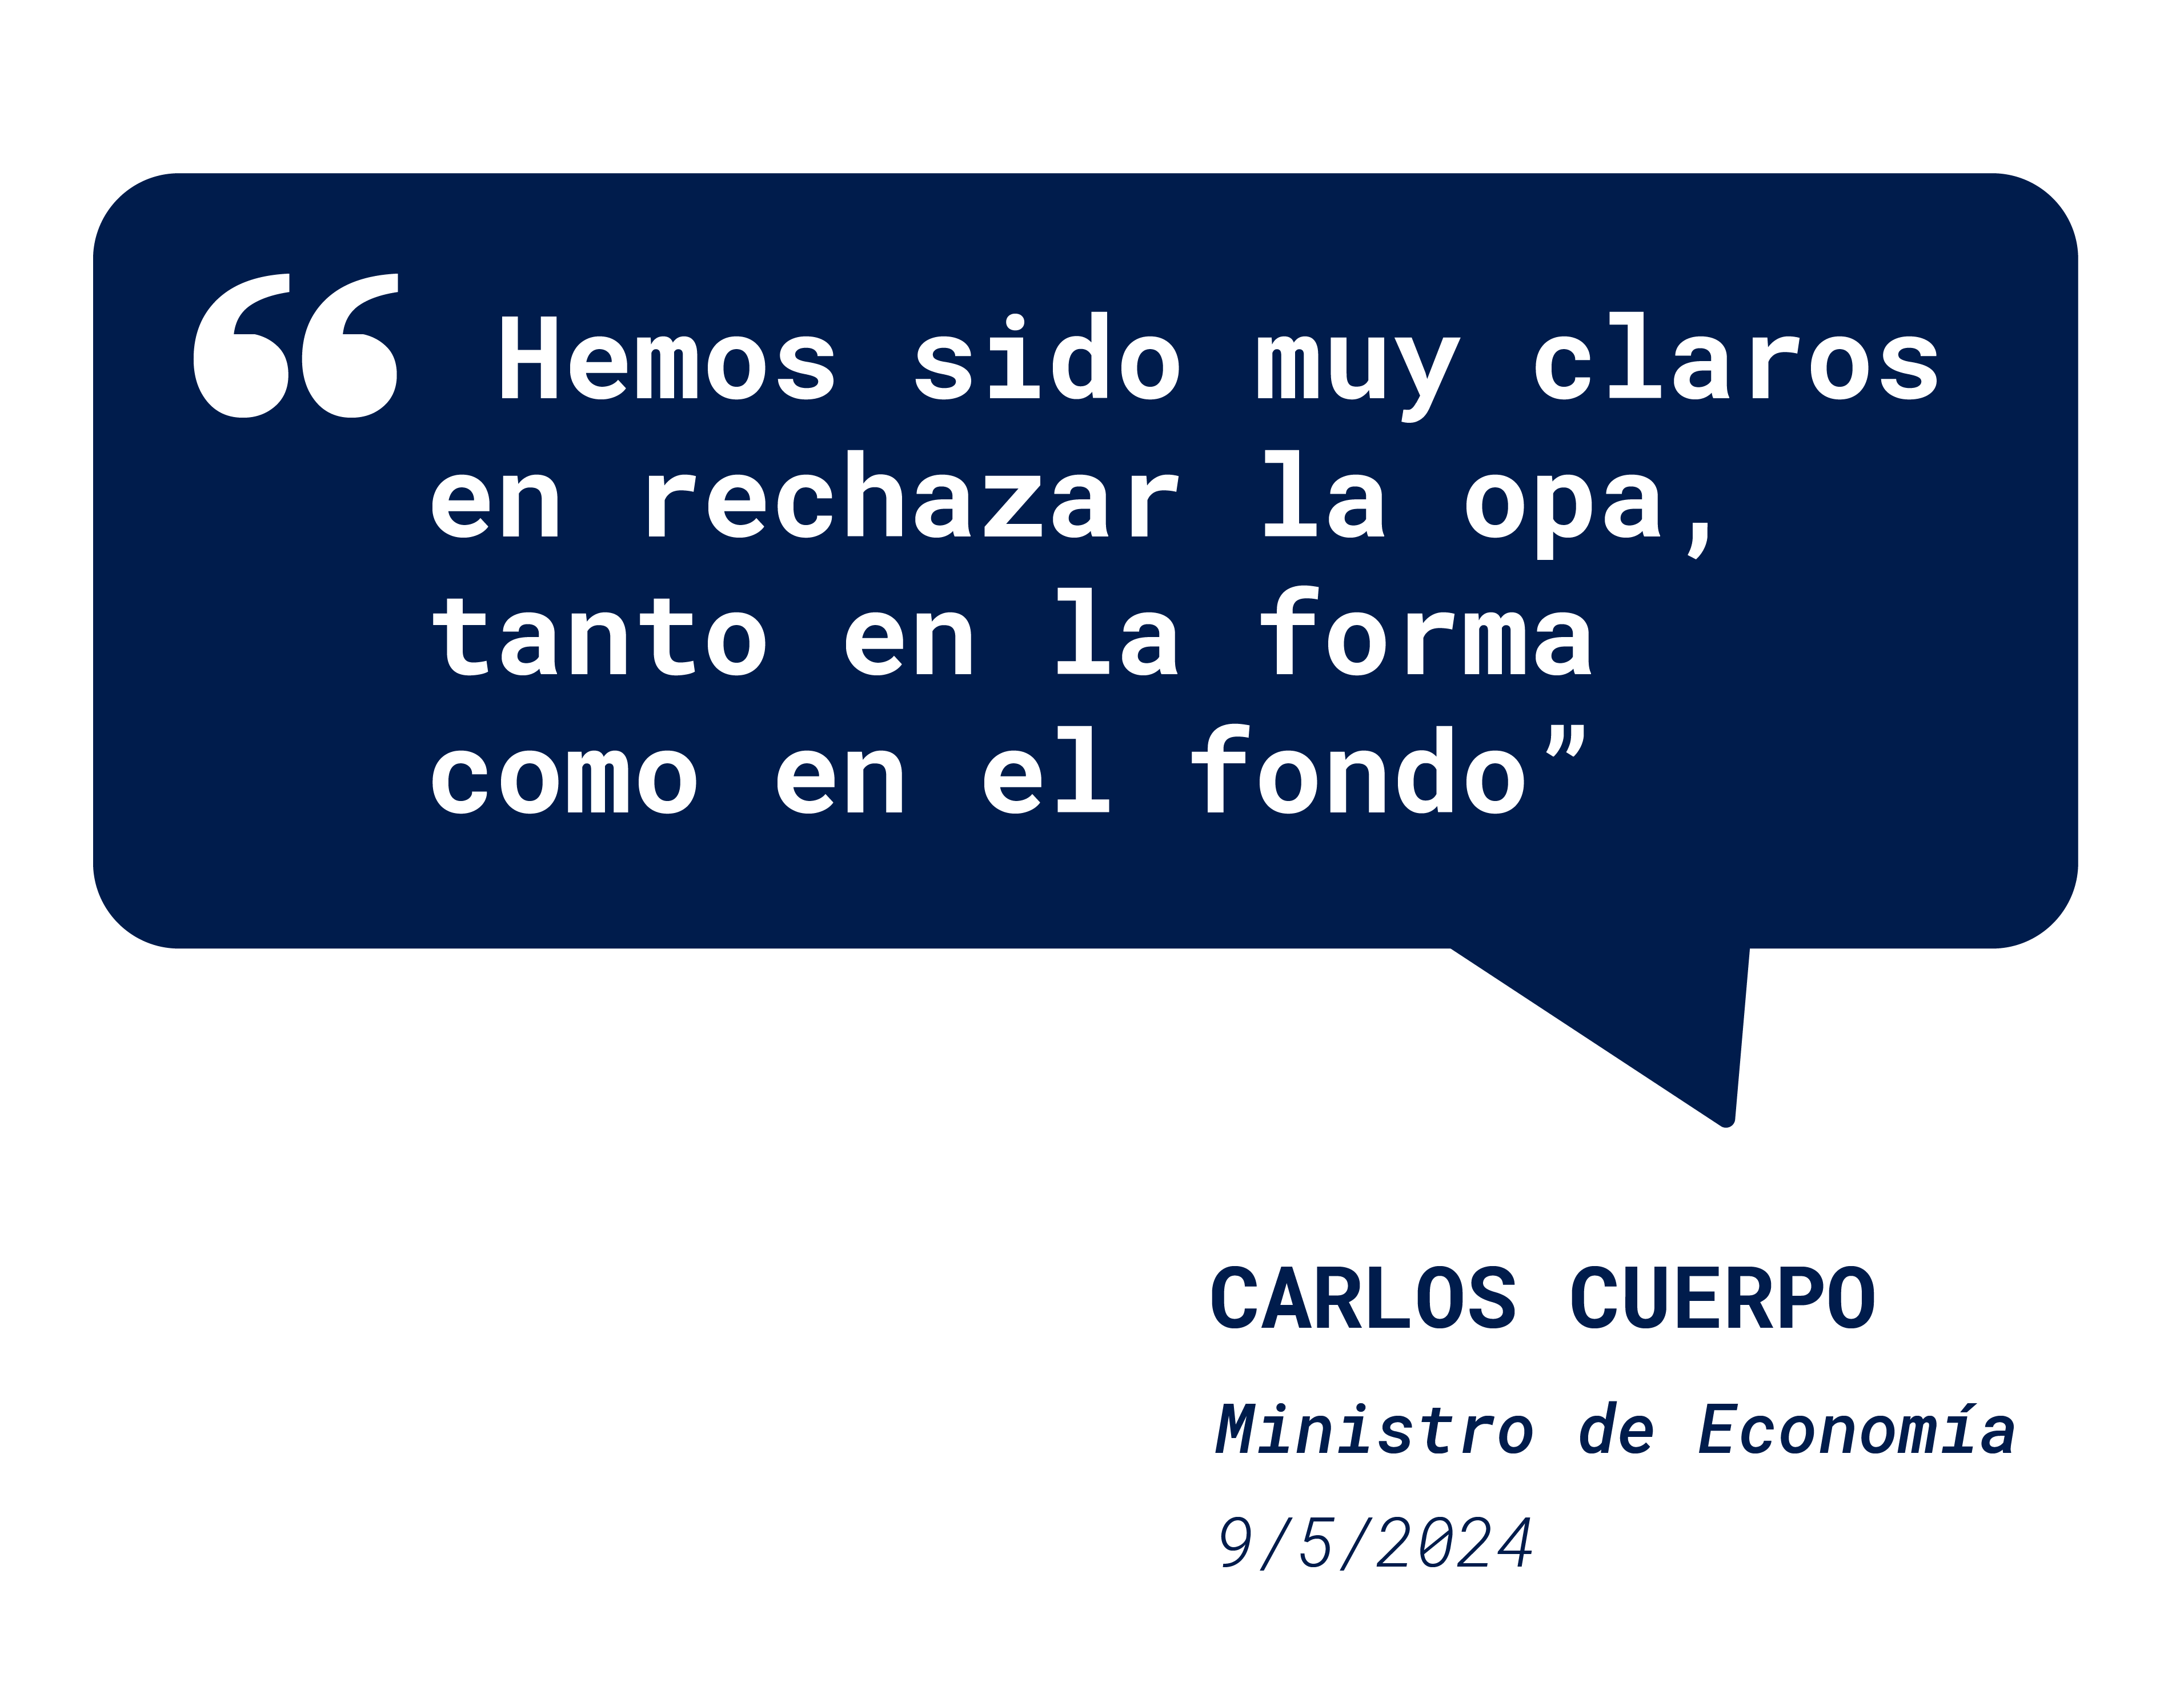 “ Hemos sido muy claros
en rechazar la opa,
tanto en la forma
como en el fondo”
CARLOS CUERPO
Ministro de Economía
9/5/2024